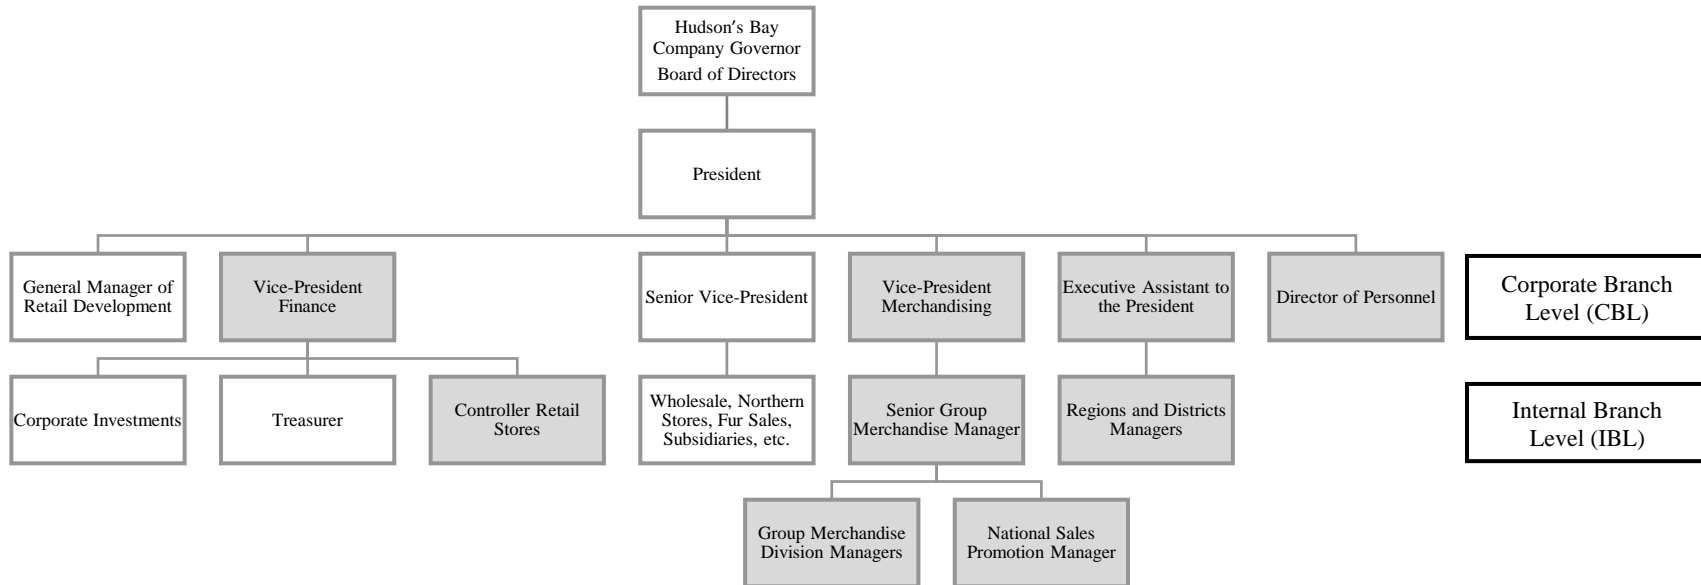 Hudson's Bay
Company Governor
Board of Directors
President
General Manager of
Retail Development
Vice-President
Finance
Senior Vice-President
Vice-President
Merchandising
Executive Assistant to
the President
Director of Personnel
Corporate Branch
Level (CBL)
Corporate Investments
Treasurer
Controller Retail
Stores
Wholesale, Northern
Stores, Fur Sales,
Subsidiaries, etc.
Senior Group
Merchandise Manager
Regions and Districts
Managers
Internal Branch
Level (IBL)
Group Merchandise
Division Managers
National Sales
Promotion Manager